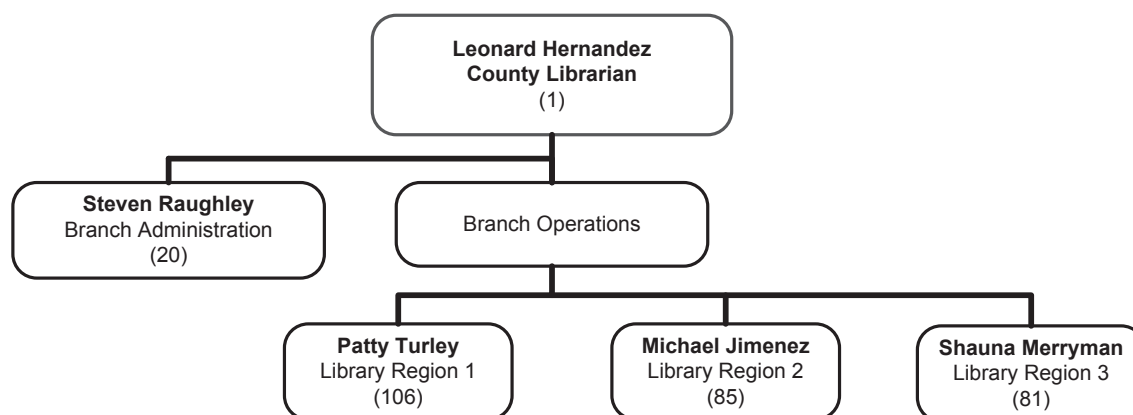 Leonard Hernandez
County Librarian
(1)
Steven Raughley
Branch Administration
(20)
Branch Operations
Patty Turley
Library Region 1
(106)
Michael Jimenez
Library Region 2
(85)
Shauna Merryman
Library Region 3
(81)